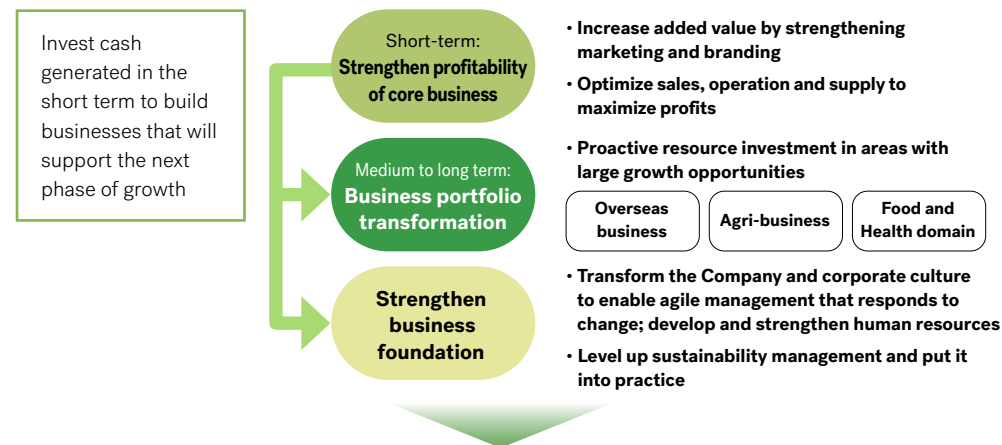 Invest cash
generated in the
short term to build
businesses that will
support the next
phase of growth
Short-term:
Strengthen profitability
of core business
• Increase added value by strengthening
marketing and branding
• Optimize sales, operation and supply to
maximize profits
Medium to long term:
Business portfolio
transformation
• Proactive resource investment in areas with
large growth opportunities
Overseas
business
Agri-business
Food and
Health domain
Strengthen
business
foundation
• Transform the Company and corporate culture
to enable agile management that responds to
change; develop and strengthen human resources
• Level up sustainability management and put it
into practice